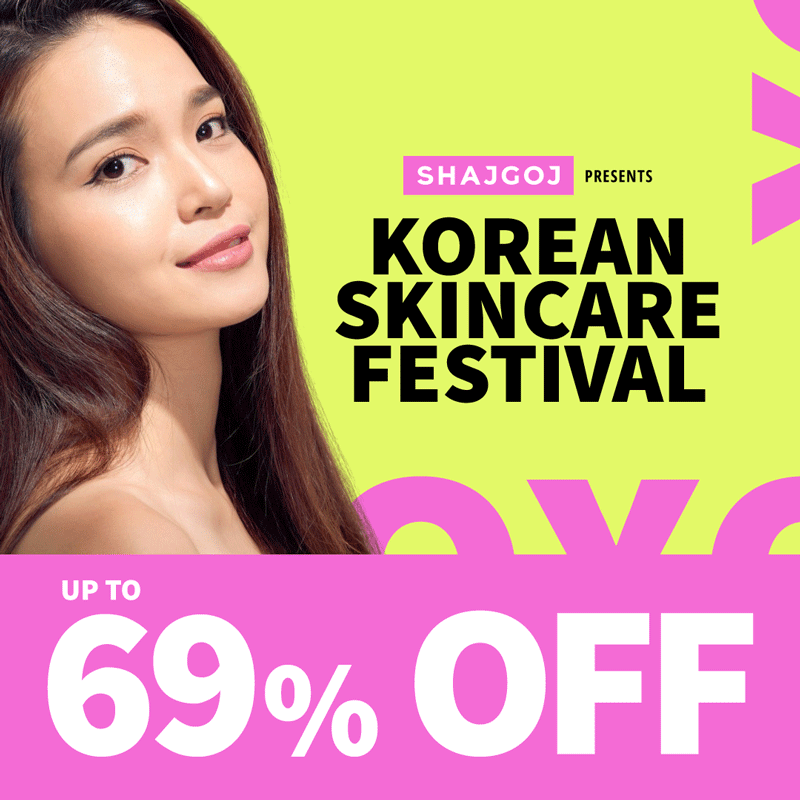 SHAJGOJ PRESENTS
KOREAN
SKINCARE
FESTIVAL
UP TO
69% OFF